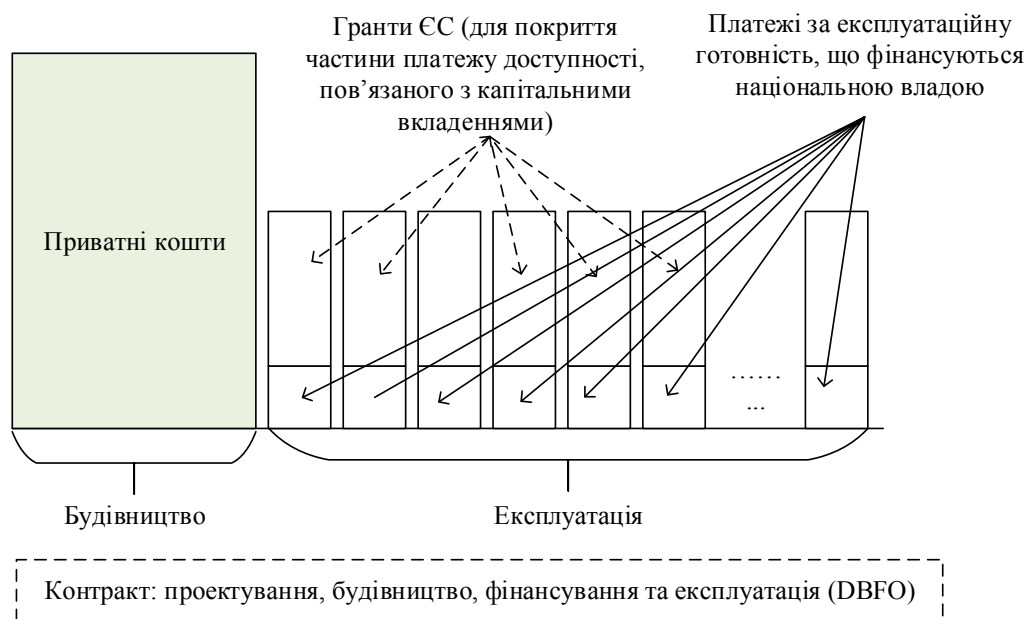 Гранти ЄС (для покриття
частини платежу доступності,
пов’язаного з капітальними
вкладеннями)
Платежі за експлуатаційну
готовність, що фінансуються
національною владою
Приватні кошти
......
...
Будівництво
Експлуатація
Контракт: проектування, будівництво, фінансування та експлуатація (DBFO)